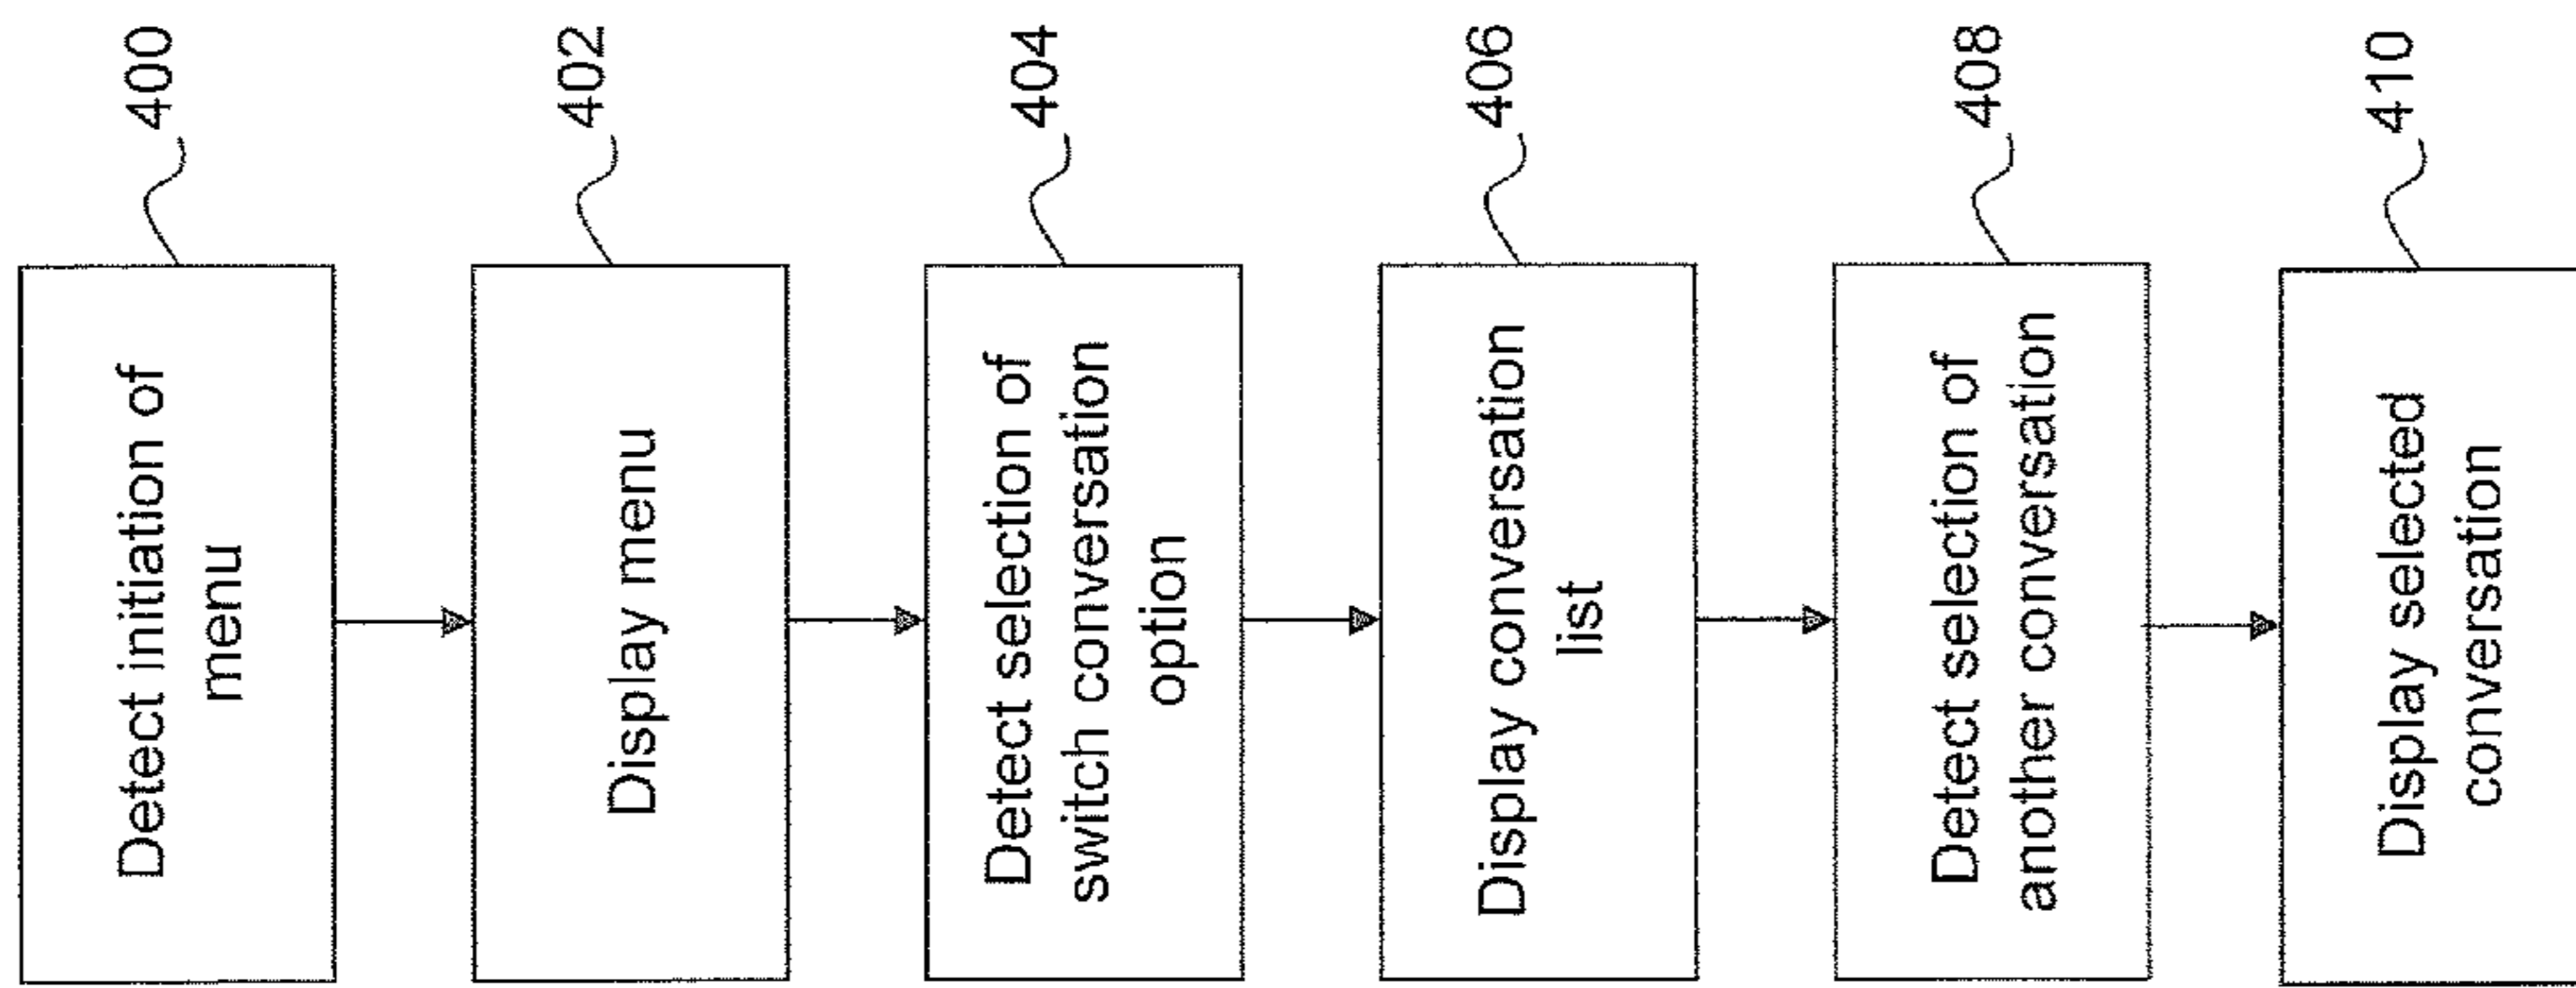 400
Detect initiation of
menu
402
Display menu
404
Detect selection of
switch conversation
option
406
Display conversation
list
408
Detect selection of
another conversation
410
Display selected
conversation